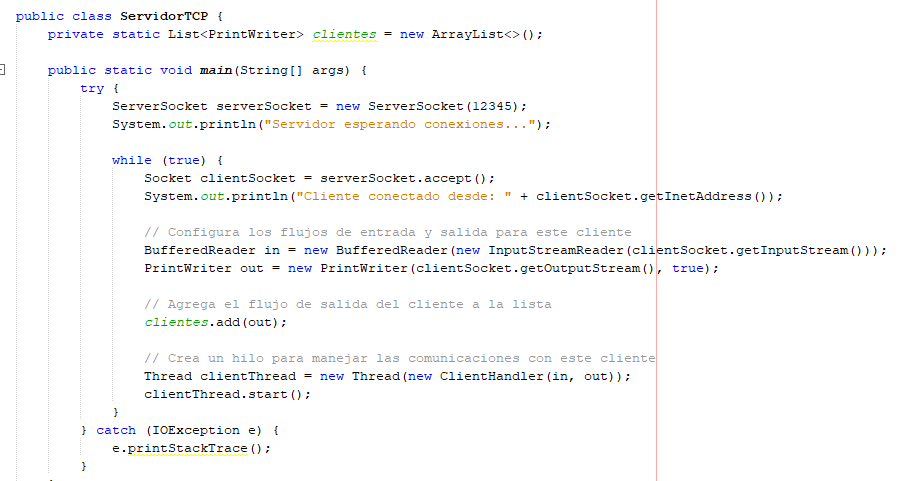 public class ServidorTCP {
private static List<PrintWriter> clientes = new ArrayList<>();
public static void main(String[] args) {
try {
ServerSocket serverSocket = new ServerSocket(12345);
System.out.println("Servidor esperando conexiones...");
while (true) {
Socket clientSocket = serverSocket.accept();
System.out.println("Cliente conectado desde: " + clientSocket.getInetAddress());
// Configura los flujos de entrada y salida para este cliente
BufferedReader in = new BufferedReader(new InputStreamReader(clientSocket.getInputStream()));
PrintWriter out = new PrintWriter(clientSocket.getOutputStream(), true);
// Agrega el flujo de salida del cliente a la lista
clientes.add(out);
// Crea un hilo para manejar las comunicaciones con este cliente
Thread clientThread = new Thread(new ClientHandler(in, out));
clientThread.start();
}
} catch (IOException e) {
e.printStackTrace();
}